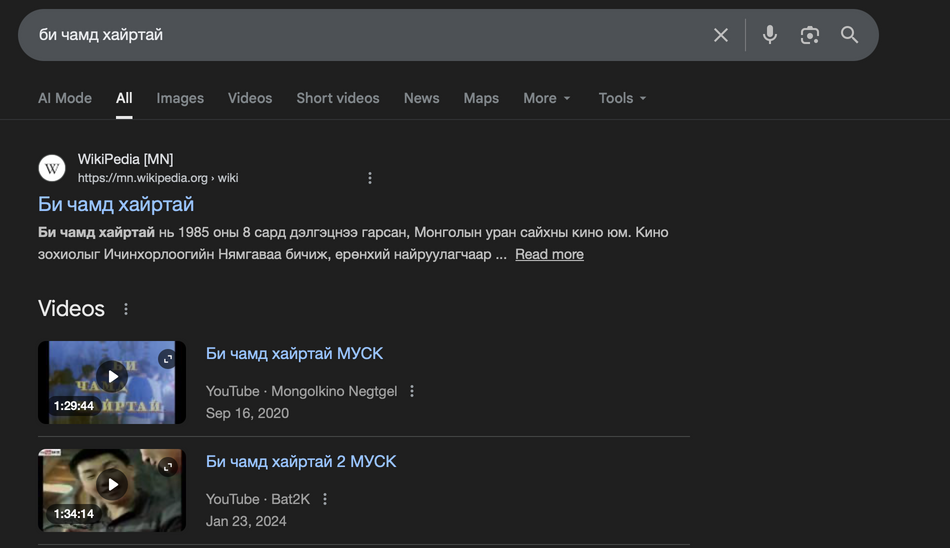 би чамд хайртай
AI Mode All Images Videos Short videos News Maps More Tools
W
WikiPedia [MN]
https://mn.wikipedia.org › wiki
Би чамд хайртай
Би чамд хайртай нь 1985 оны 8 сард дэлгэцнээ гарсан, Монголын уран сайхны кино юм. Кино
зохиолыг Ичинхорлоогийн Нямгаваа бичиж, ерөнхий найруулагчаар ... Read more
Videos
БИ
ЧАМД
ХАЙРТАЙ
1:29:44
Би чамд хайртай МУСК
YouTube · Mongolkino Negtgel
Sep 16, 2020
1:34:14
Би чамд хайртай 2 МУСК
YouTube · Bat2K
Jan 23, 2024